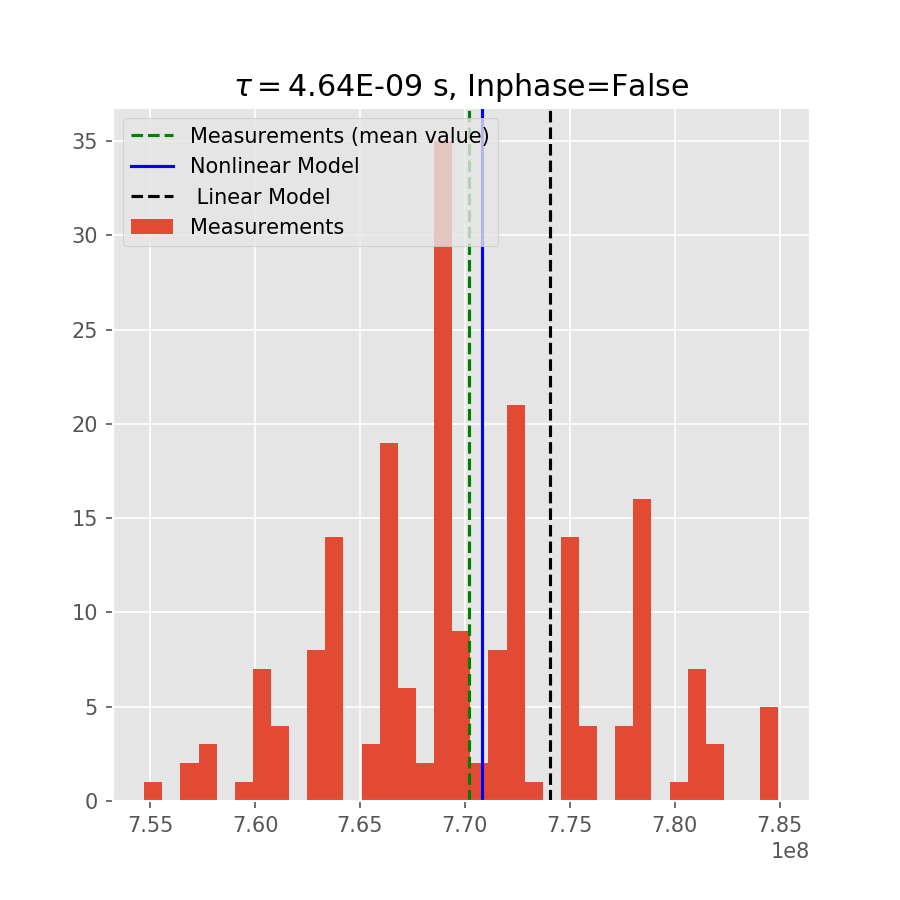 τ = 4.64E-09 s, Inphase=False
Measurements (mean value)
Nonlinear Model
Linear Model
Measurements
35
30
25
20
15
10
5
0
7.55 7.60 7.65 7.70 7.75 7.80 7.85
1e8